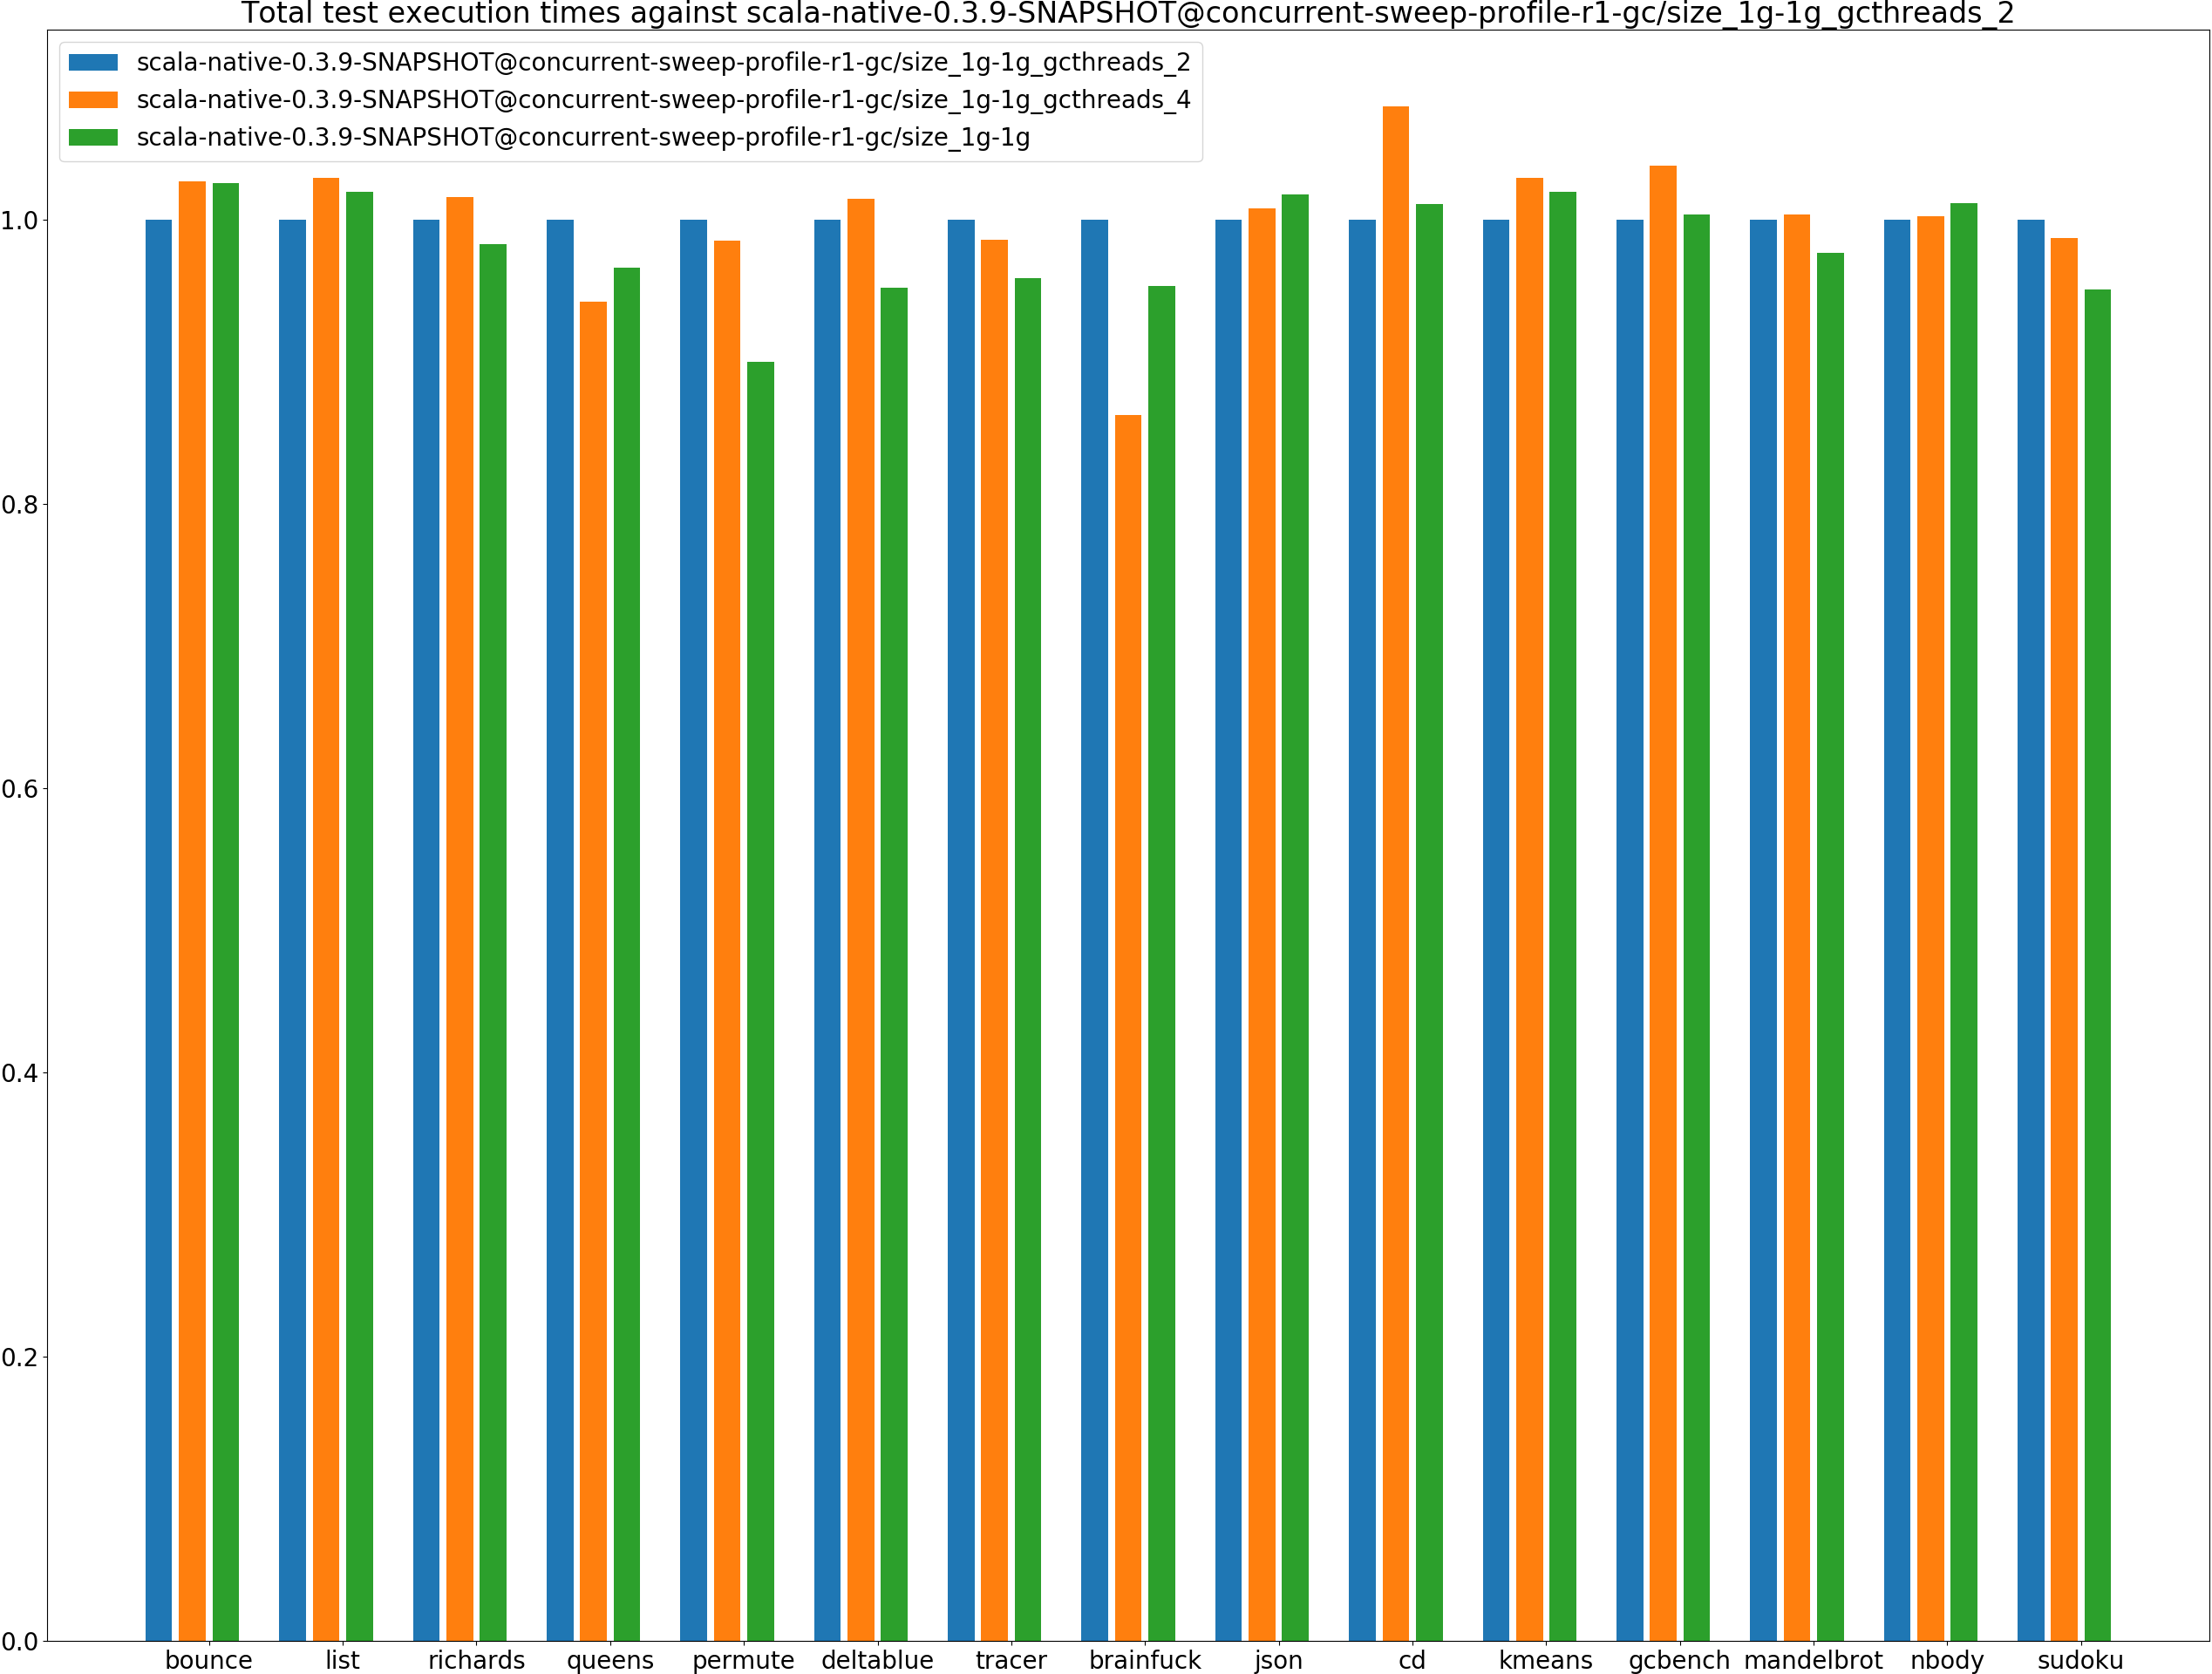 Total test execution times against scala-native-0.3.9-SNAPSHOT@concurrent-sweep-profile-r1-gc/size_1g-1g_gcthreads_2
scala-native-0.3.9-SNAPSHOT@concurrent-sweep-profile-r1-gc/size_1g-1g_gcthreads_2
scala-native-0.3.9-SNAPSHOT@concurrent-sweep-profile-r1-gc/size_1g-1g_gcthreads_4
scala-native-0.3.9-SNAPSHOT@concurrent-sweep-profile-r1-gc/size_1g-1g
1.0
0.8
0.6
0.4
0.2
0.0
bounce list richards queens permute deltablue tracer brainfuck json cd kmeans gcbench mandelbrot nbody sudoku